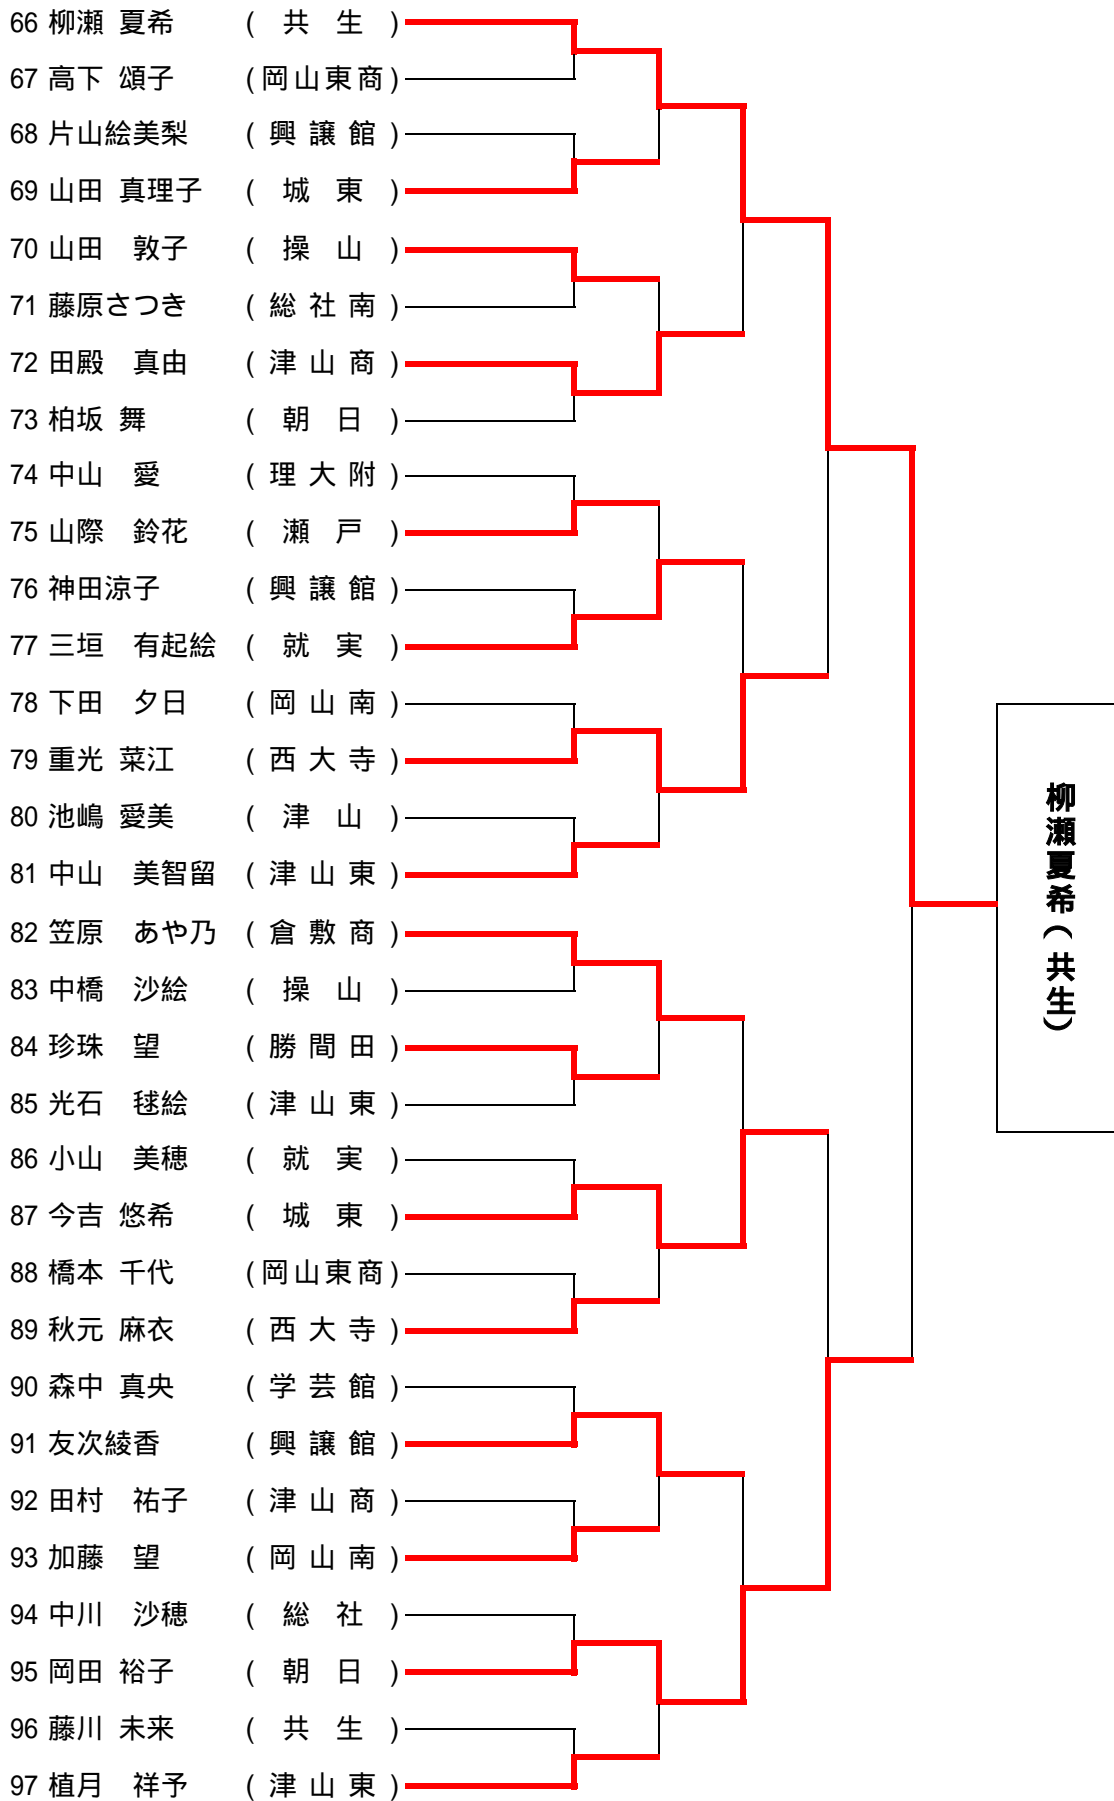 66 柳瀬 夏希 (共生)
67 高下 頌子 (岡山東商)
68 片山絵美梨 (興譲館)
69 山田 真理子 (城東)
70 山田 敦子 (操山)
71 藤原さつき (総社南)
72 田殿 真由 (津山商)
73 柏坂 舞 (朝日)
74 中山 愛 (理大附)
75 山際 鈴花 (瀬戸)
76 神田涼子 (興譲館)
77 三垣 有起絵 (就実)
78 下田 夕日 (岡山南)
79 重光 菜江 (西大寺)
80 池嶋 愛美 (津山)
81 中山 美智留 (津山東)
82 笠原 あや乃 (倉敷商)
83 中橋 沙絵 (操山)
84 珍珠 望 (勝間田)
85 光石 毬絵 (津山東)
86 小山 美穂 (就実)
87 今吉 悠希 (城東)
88 橋本 千代 (岡山東商)
89 秋元 麻衣 (西大寺)
90 森中 真央 (学芸館)
91 友次綾香 (興譲館)
92 田村 祐子 (津山商)
93 加藤 望 (岡山南)
94 中川 沙穂 (総社)
95 岡田 裕子 (朝日)
96 藤川 未来 (共生)
97 植月 祥予 (津山東)
柳瀬夏希(共生)